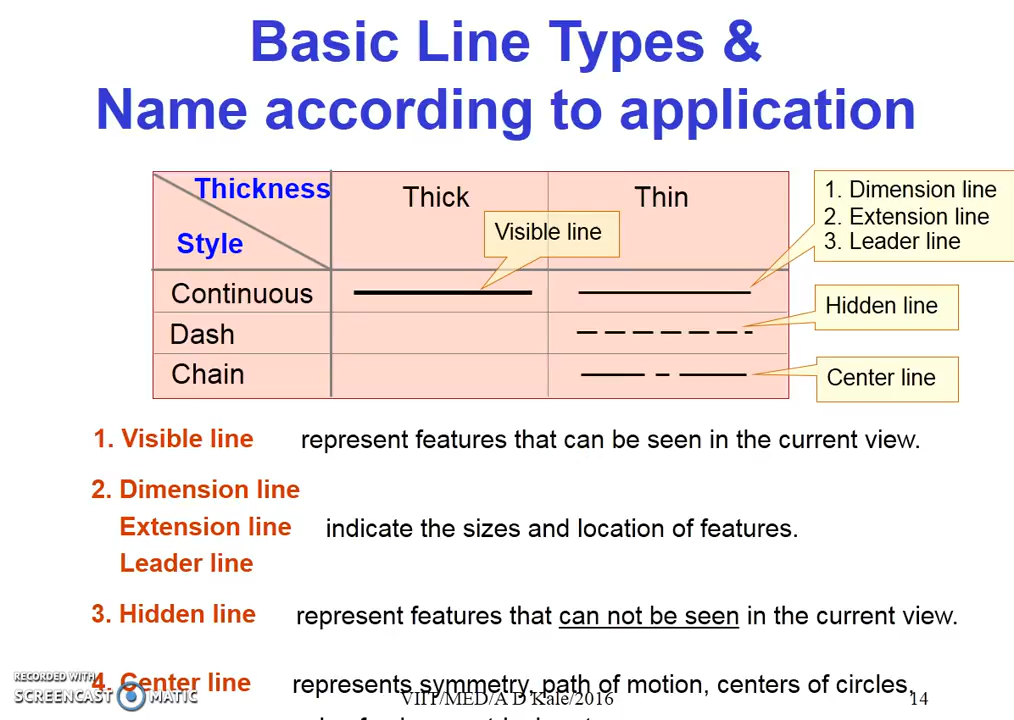 Basic Line Types &
Name according to application
Thickness
Thick
Thin
Style
Visible line
1. Dimension line
2. Extension line
3. Leader line
Continuous
Dash
Hidden line
Chain
Center line
1. Visible line represent features that can be seen in the current view.
2. Dimension line
Extension line indicate the sizes and location of features.
Leader line
3. Hidden line represent features that can not be seen in the current view.
4. Center line represents symmetry, path of motion, centers of circles,
RECORDED WITH
SCREENCAST MATIC
VIIT/MED/A D Kale/2016
14